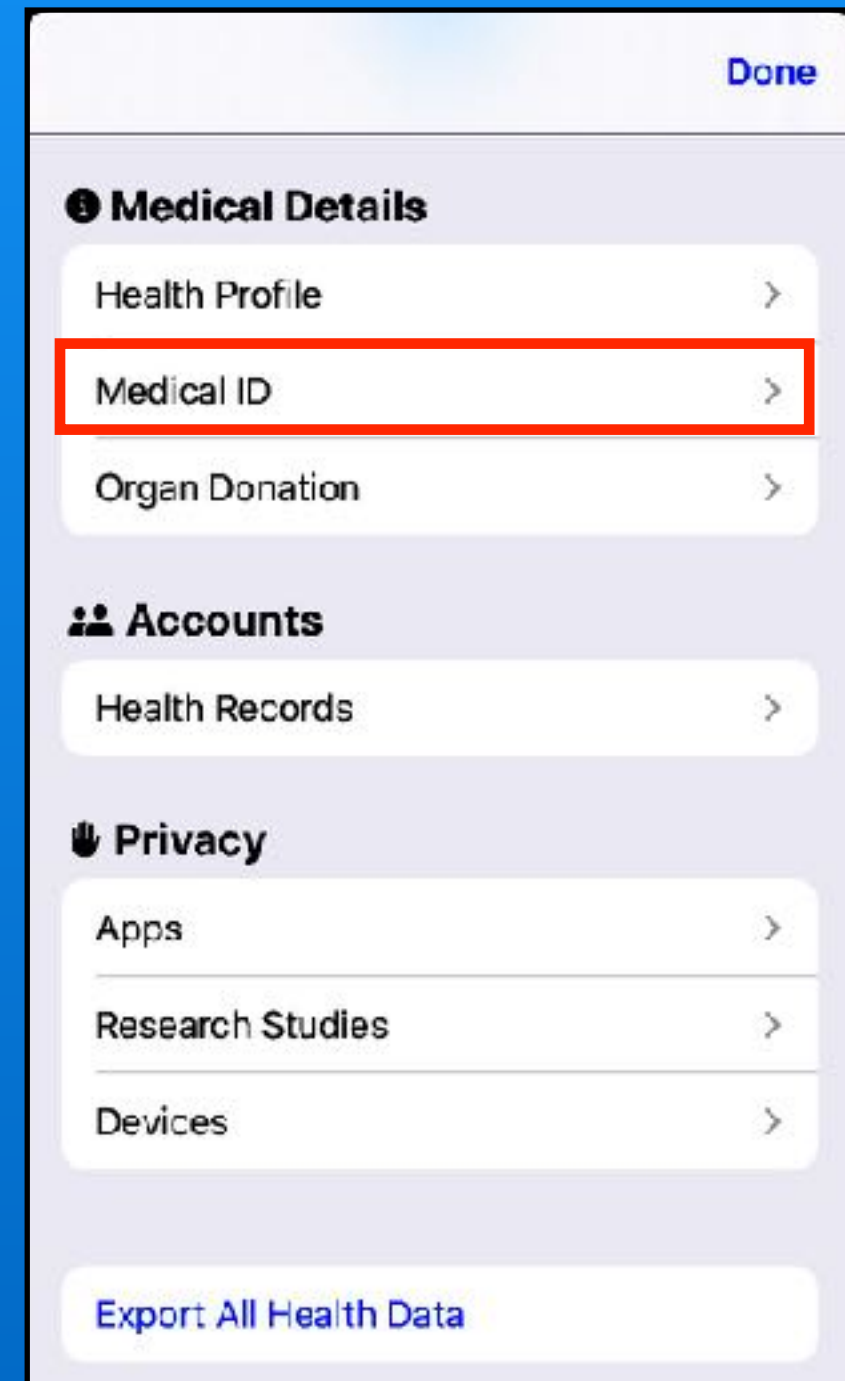 Done
Medical Details
Health Profile
Medical ID
Organ Donation
Accounts
Health Records
Privacy
Apps
Research Studies
Devices
Export All Health Data